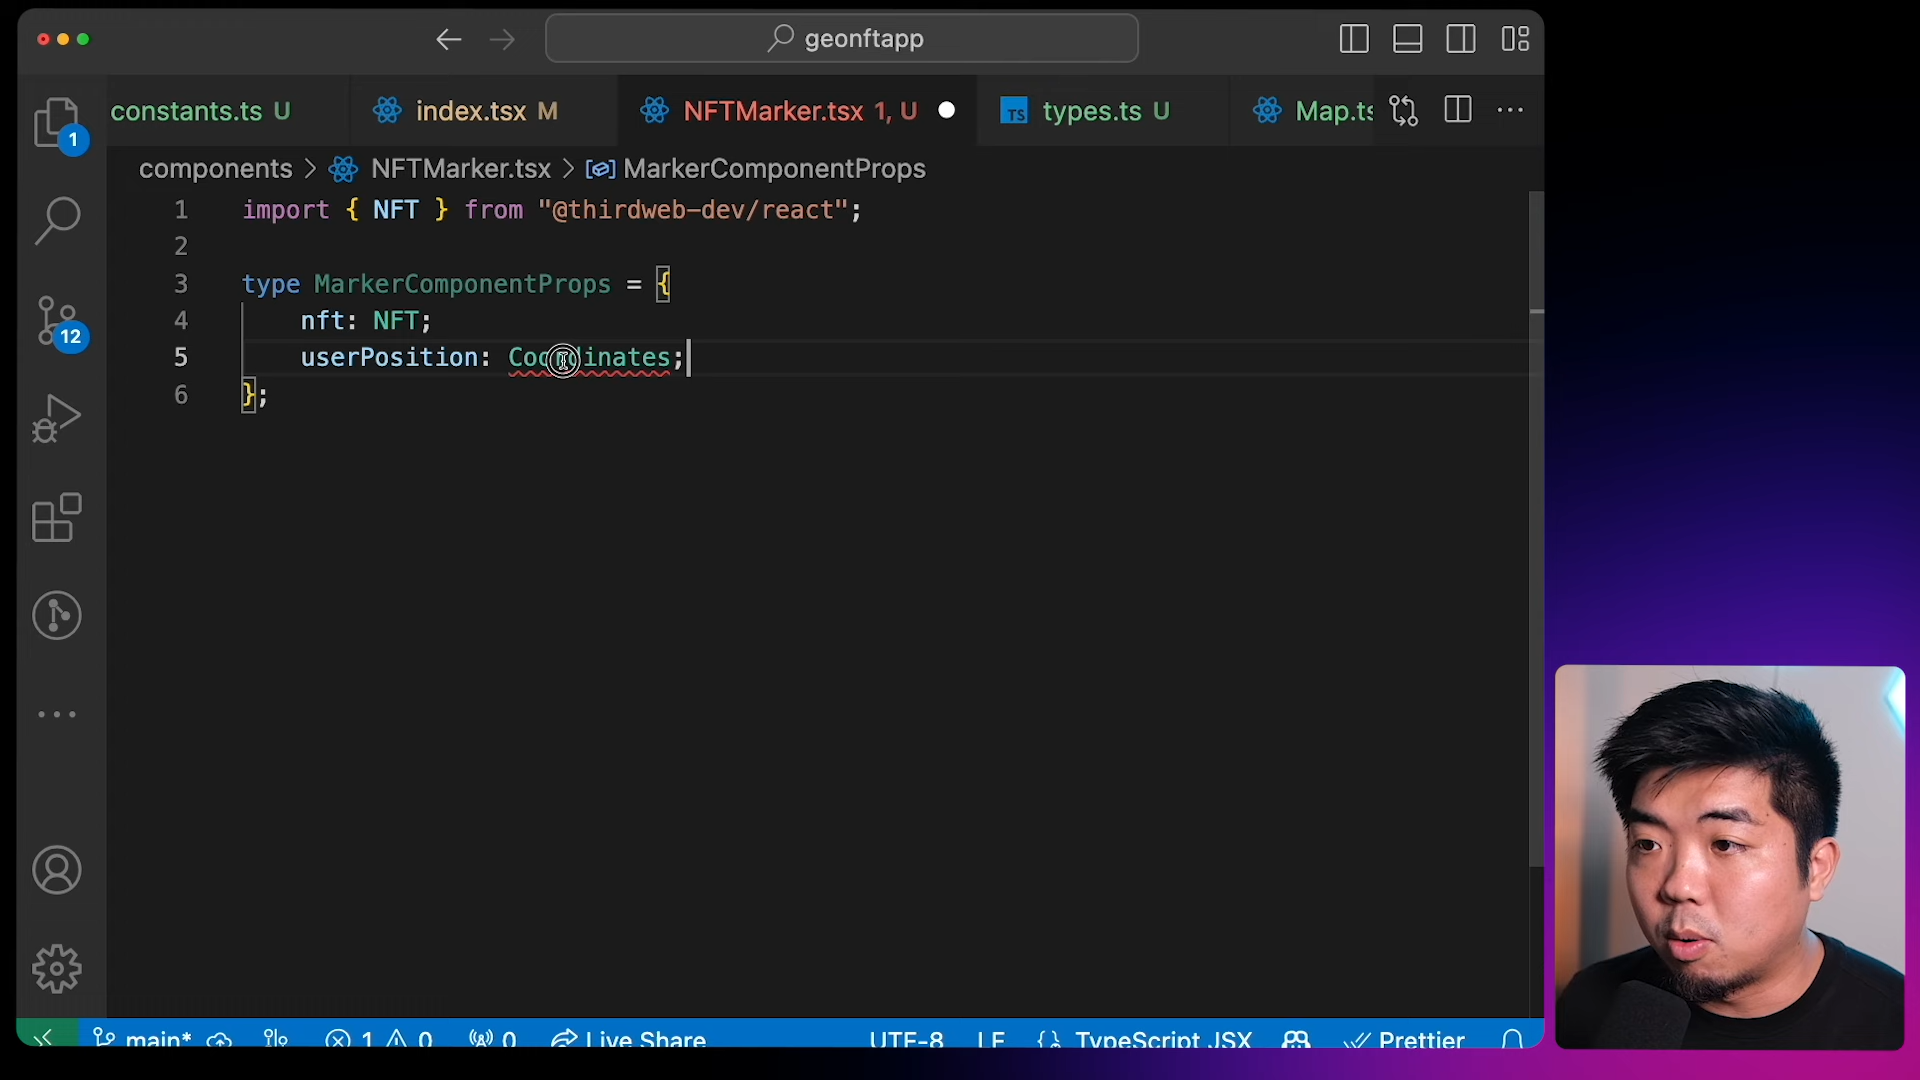 geonftapp
constants.ts U
index.tsx M
NFTMarker.tsx 1, U
TS types.ts U
Map.ts
components > NFTMarker.tsx > MarkerComponentProps
1 import { NFT } from "@thirdweb-dev/react";
2
3 type MarkerComponentProps = {
4 nft: NFT;
5 userPosition: Coordinates;
6 };
1
12
main* 1 0 0 Live Share UTF-8 LF {} TypeScript JSX Prettier